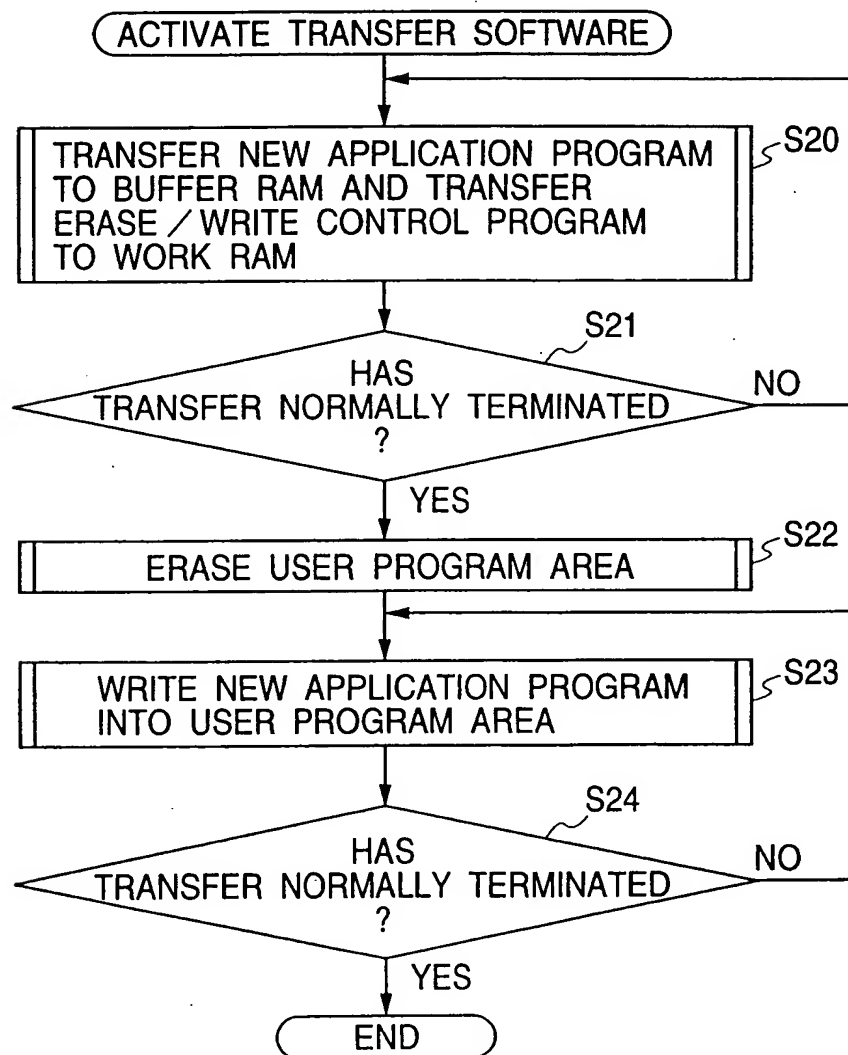 ACTIVATE TRANSFER SOFTWARE
TRANSFER NEW APPLICATION PROGRAM
TO BUFFER RAM AND TRANSFER
ERASE / WRITE CONTROL PROGRAM
TO WORK RAM
S20
S21
HAS
TRANSFER NORMALLY TERMINATED
?
NO
YES
S22
ERASE USER PROGRAM AREA
S23
WRITE NEW APPLICATION PROGRAM
INTO USER PROGRAM AREA
S24
HAS
TRANSFER NORMALLY TERMINATED
?
NO
YES
END